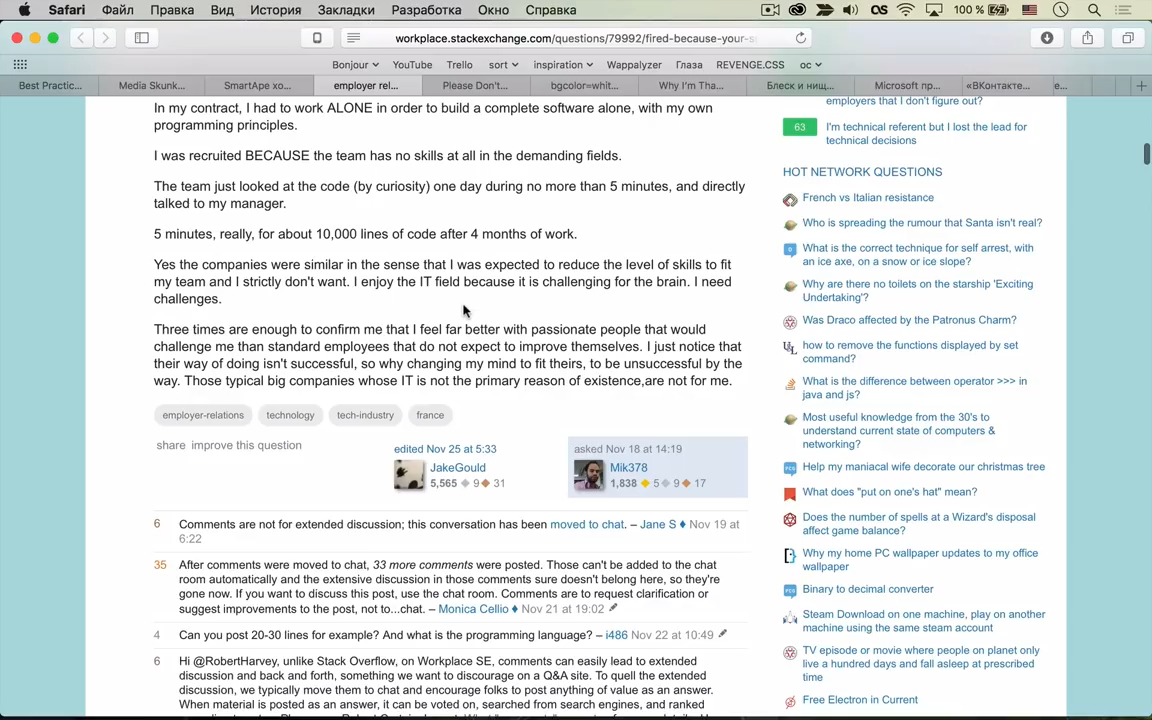 Safari Файл Правка Вид История Закладки Разработка Окно Справка 100 %
workplace.stackexchange.com/questions/79992/fired-because-your-s
Bonjour YouTube Trello sort inspiration Wappalyzer Глаза REVENGE.CSS ос
Best Practic... Media Skunk... SmartApe хо... employer rel... Please Don't... bgcolor=whit... Why I'm Tha... Блеск и нищ... Microsoft пр... «ВКонтакте... е...
In my contract, I had to work ALONE in order to build a complete software alone, with my own
programming principles.
I was recruited BECAUSE the team has no skills at all in the demanding fields.
The team just looked at the code (by curiosity) one day during no more than 5 minutes, and directly
talked to my manager.
5 minutes, really, for about 10,000 lines of code after 4 months of work.
Yes the companies were similar in the sense that I was expected to reduce the level of skills to fit
my team and I strictly don't want. I enjoy the IT field because it is challenging for the brain. I need
challenges.
Three times are enough to confirm me that I feel far better with passionate people that would
challenge me than standard employees that do not expect to improve themselves. I just notice that
their way of doing isn't successful, so why changing my mind to fit theirs, to be unsuccessful by the
way. Those typical big companies whose IT is not the primary reason of existence,are not for me.
employer-relations technology tech-industry france
share improve this question
edited Nov 25 at 5:33
JakeGould
5,565 9 31
asked Nov 18 at 14:19
Mik378
1,838 5 9 17
6 Comments are not for extended discussion; this conversation has been moved to chat. – Jane S ♦ Nov 19 at
6:22
35 After comments were moved to chat, 33 more comments were posted. Those can't be added to the chat
room automatically and the extensive discussion in those comments sure doesn't belong here, so they're
gone now. If you want to discuss this post, use the chat room. Comments are to request clarification or
suggest improvements to the post, not to...chat. – Monica Cellio ♦ Nov 21 at 19:02
4 Can you post 20-30 lines for example? And what is the programming language? – i486 Nov 22 at 10:49
6 Hi @RobertHarvey, unlike Stack Overflow, on Workplace SE, comments can easily lead to extended
discussion and back and forth, something we want to discourage on a Q&A site. To quell the extended
discussion, we typically move them to chat and encourage folks to post anything of value as an answer.
When material is posted as an answer, it can be voted on, searched from search engines, and ranked
employers that I don't figure out?
63 I'm technical referent but I lost the lead for
technical decisions
HOT NETWORK QUESTIONS
French vs Italian resistance
Who is spreading the rumour that Santa isn't real?
What is the correct technique for self arrest, with
an ice axe, on a snow or ice slope?
Why are there no toilets on the starship 'Exciting
Undertaking'?
Was Draco affected by the Patronus Charm?
how to remove the functions displayed by set
command?
What is the difference between operator >>> in
java and js?
Most useful knowledge from the 30's to
understand current state of computers &
networking?
Help my maniacal wife decorate our christmas tree
What does "put on one's hat" mean?
Does the number of spells at a Wizard's disposal
affect game balance?
Why my home PC wallpaper updates to my office
wallpaper
Binary to decimal converter
Steam Download on one machine, play on another
machine using the same steam account
TV episode or movie where people on planet only
live a hundred days and fall asleep at prescribed
time
Free Electron in Current